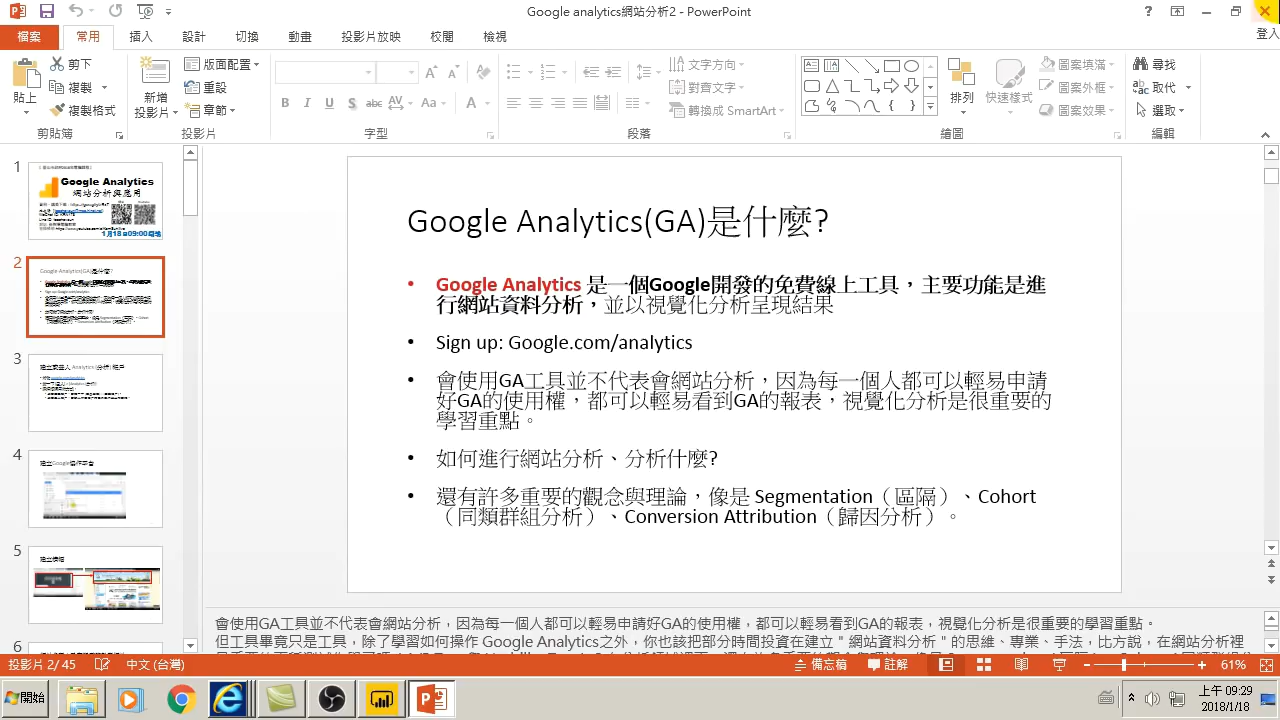 Google analytics網站分析2 - PowerPoint
登入
檔案 常用 插入 設計 切換 動畫 投影片放映 校閱 檢視
貼上
剪下
複製
複製格式
剪貼簿
新增
投影片
版面配置
重設
章節
投影片
B I U S abc AV Aa A
字型
文字方向
對齊文字
轉換成 SmartArt
段落
排列
快速樣式
圖案填滿
圖案外框
圖案效果
繪圖
尋找
取代
選取
編輯
1
Google Analytics
網站分析與應用
1月18日09:00開播
2
Google Analytics(GA)是什麼?
3
4
5
6
Google Analytics(GA)是什麼?
• Google Analytics 是一個Google開發的免費線上工具，主要功能是進
行網站資料分析，並以視覺化分析呈現結果
• Sign up: Google.com/analytics
• 會使用GA工具並不代表會網站分析，因為每一個人都可以輕易申請
好GA的使用權，都可以輕易看到GA的報表，視覺化分析是很重要的
學習重點。
• 如何進行網站分析、分析什麼?
• 還有許多重要的觀念與理論，像是 Segmentation（區隔）、Cohort
（同類群組分析）、Conversion Attribution（歸因分析）。
會使用GA工具並不代表會網站分析，因為每一個人都可以輕易申請好GA的使用權，都可以輕易看到GA的報表，視覺化分析是很重要的學習重點。
但工具畢竟只是工具，除了學習如何操作 Google Analytics之外，你也該把部分時間投資在建立 " 網站資料分析 " 的思維、專業、手法，比方說，在網站分析裡
投影片 2/ 45 中文 (台灣) 備忘稿 註解 61%
開始
上午 09:29
2018/1/18